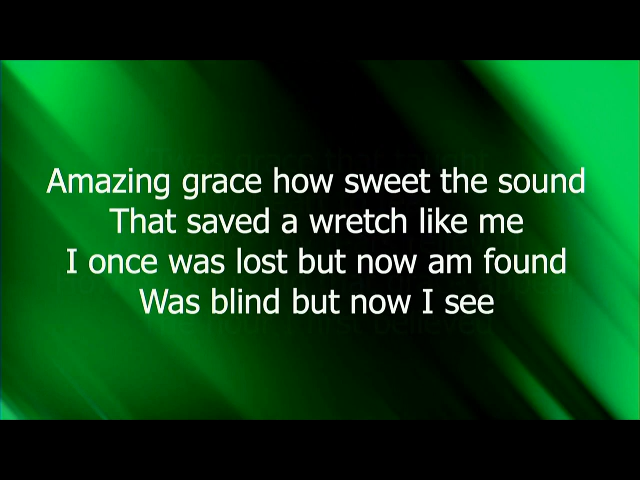 Amazing grace how sweet the sound
That saved a wretch like me
I once was lost but now am found
Was blind but now I see